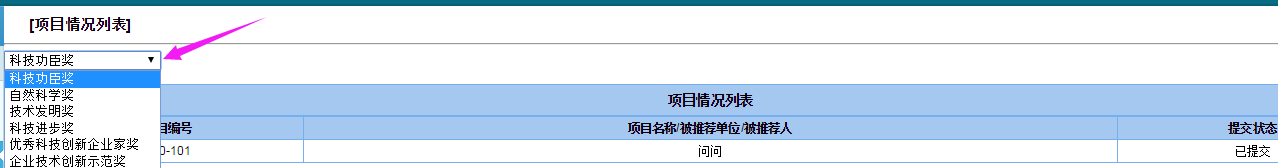 [项目情况列表]
科技功臣奖
科技功臣奖
自然科学奖
技术发明奖
科技进步奖
优秀科技创新企业家奖
企业技术创新示范奖
项目情况列表
编号 项目名称/被推荐单位/被推荐人 提交状态
0-101 问问 已提交